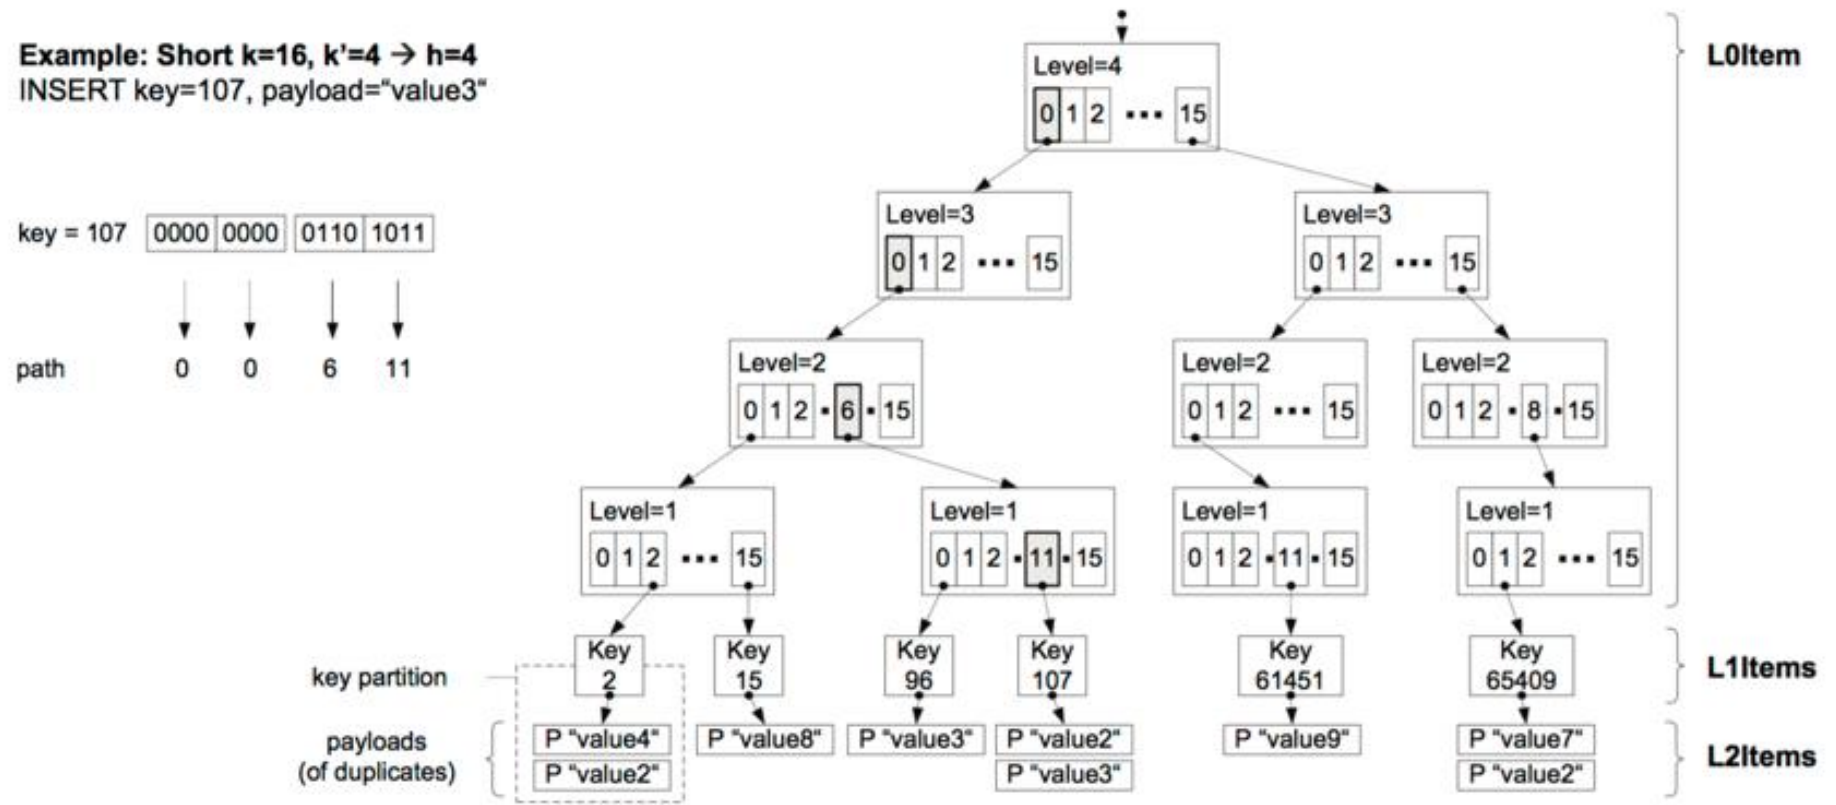 Example: Short k=16, k’=4 → h=4
INSERT key=107, payload=“value3“
key = 107 0000 0000 0110 1011
path 0 0 6 11
Level=4
0 1 2 ··· 15
L0Item
Level=3
0 1 2 ··· 15
Level=3
0 1 2 ··· 15
Level=2
0 1 2 · 6 · 15
Level=2
0 1 2 ··· 15
Level=2
0 1 2 · 8 · 15
Level=1
0 1 2 ··· 15
Level=1
0 1 2 · 11 · 15
Level=1
0 1 2 · 11 · 15
Level=1
0 1 2 ··· 15
key partition
Key
2
Key
15
Key
96
Key
107
Key
61451
Key
65409
L1Items
payloads
(of duplicates)
P “value4“
P “value2“
P “value8“
P “value3“
P “value2“
P “value3“
P “value9“
P “value7“
P “value2“
L2Items